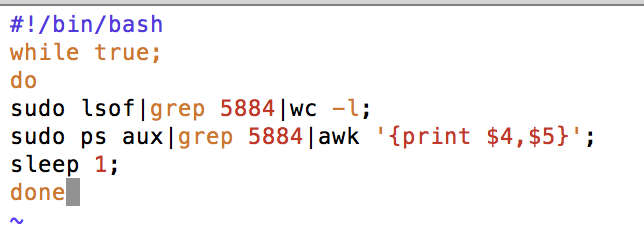 #!/bin/bash
while true;
do
sudo lsof|grep 5884|wc -l;
sudo ps aux|grep 5884|awk '{print $4,$5}';
sleep 1;
done
~